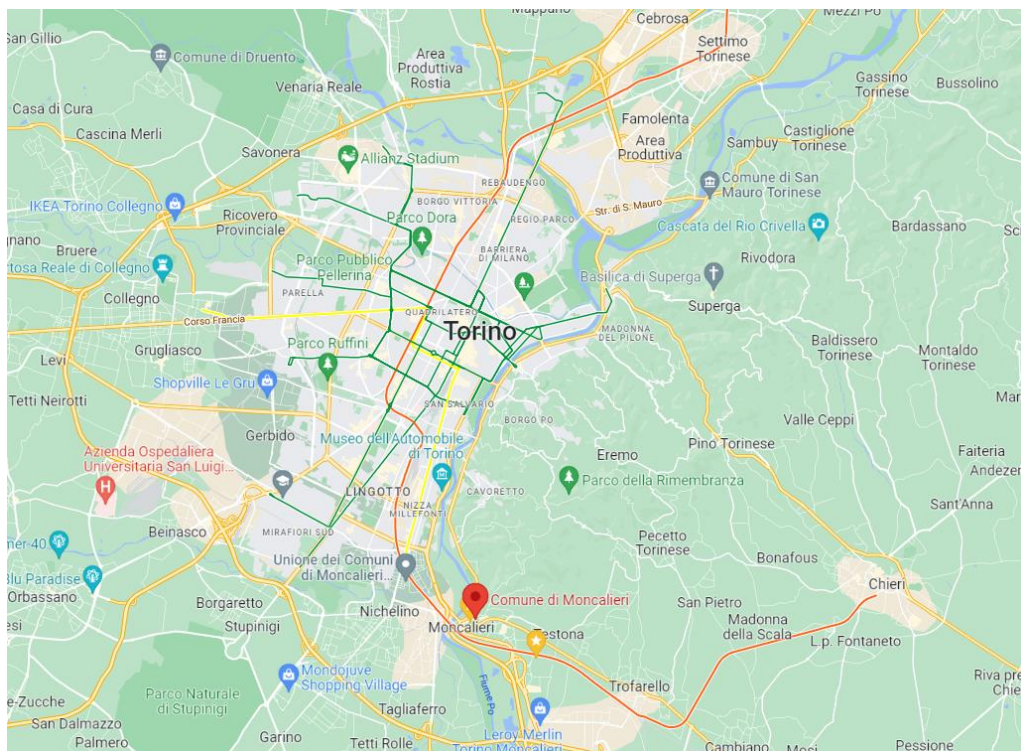 Mappano
Cebrosa
Mezzi Po
San Gillio
Comune di Druento
Area
Produttiva
Rostia
Settimo
Torinese
Venaria Reale
Gassino
Torinese
Bussolino
Casa di Cura
Famolenta
Cascina Merli
Castiglione
Torinese
Savonera
Allianz Stadium
Area
Produttiva
Sambuy
REBAUDENGO
Comune di San
Mauro Torinese
BORGO VITTORIA
IKEA Torino Collegno
Ricovero
Provinciale
Parco Dora
REGIO PARCO
Str. di S. Mauro
Cascata del Rio Crivella
Bardassano
Bruere
BARRIERA
DI MILANO
Rivodora
tosa Reale di Collegno
Parco Pubblico
Pellerina
Basilica di Superga
Collegno
PARELLA
Superga
QUADRILATERO
Corso Francia
Torino
MADONNA
DEL PILONE
Grugliasco
Parco Ruffini
Baldissero
Torinese
Levi
Montaldo
Torinese
Shopville Le Gru
Tetti Neirotti
SAN SALVARIO
BORGO PO
Valle Ceppi
Gerbido
Museo dell'Automobile
di Torino
Pino Torinese
Azienda Ospedaliera
Universitaria San Luigi...
Eremo
Faiteria
Andezer
H
Parco della Rimembranza
LINGOTTO
CAVORETTO
NIZZA
MILLEFONTI
Sant'Anna
Beinasco
MIRAFIORI SUD
Pecetto
Torinese
mer-40
Unione dei Comuni
di Moncalieri...
Bonafous
Blu Paradise
Chieri
Orbassano
Borgaretto
Comune di Moncalieri
San Pietro
Nichelino
Madonna
della Scala
Stupinigi
Moncalieri
Testona
L.p. Fontaneto
Mondojuve
Shopping Village
Riva pre
Chie
Trofarello
e-Zucche
Parco Naturale
di Stupinigi
Fiume Po
Tagliaferro
San Dalmazzo
Leroy Merlin
Torino Moncalieri
Palmero
Garino
Tetti Rolle
Cambiano
Pessione